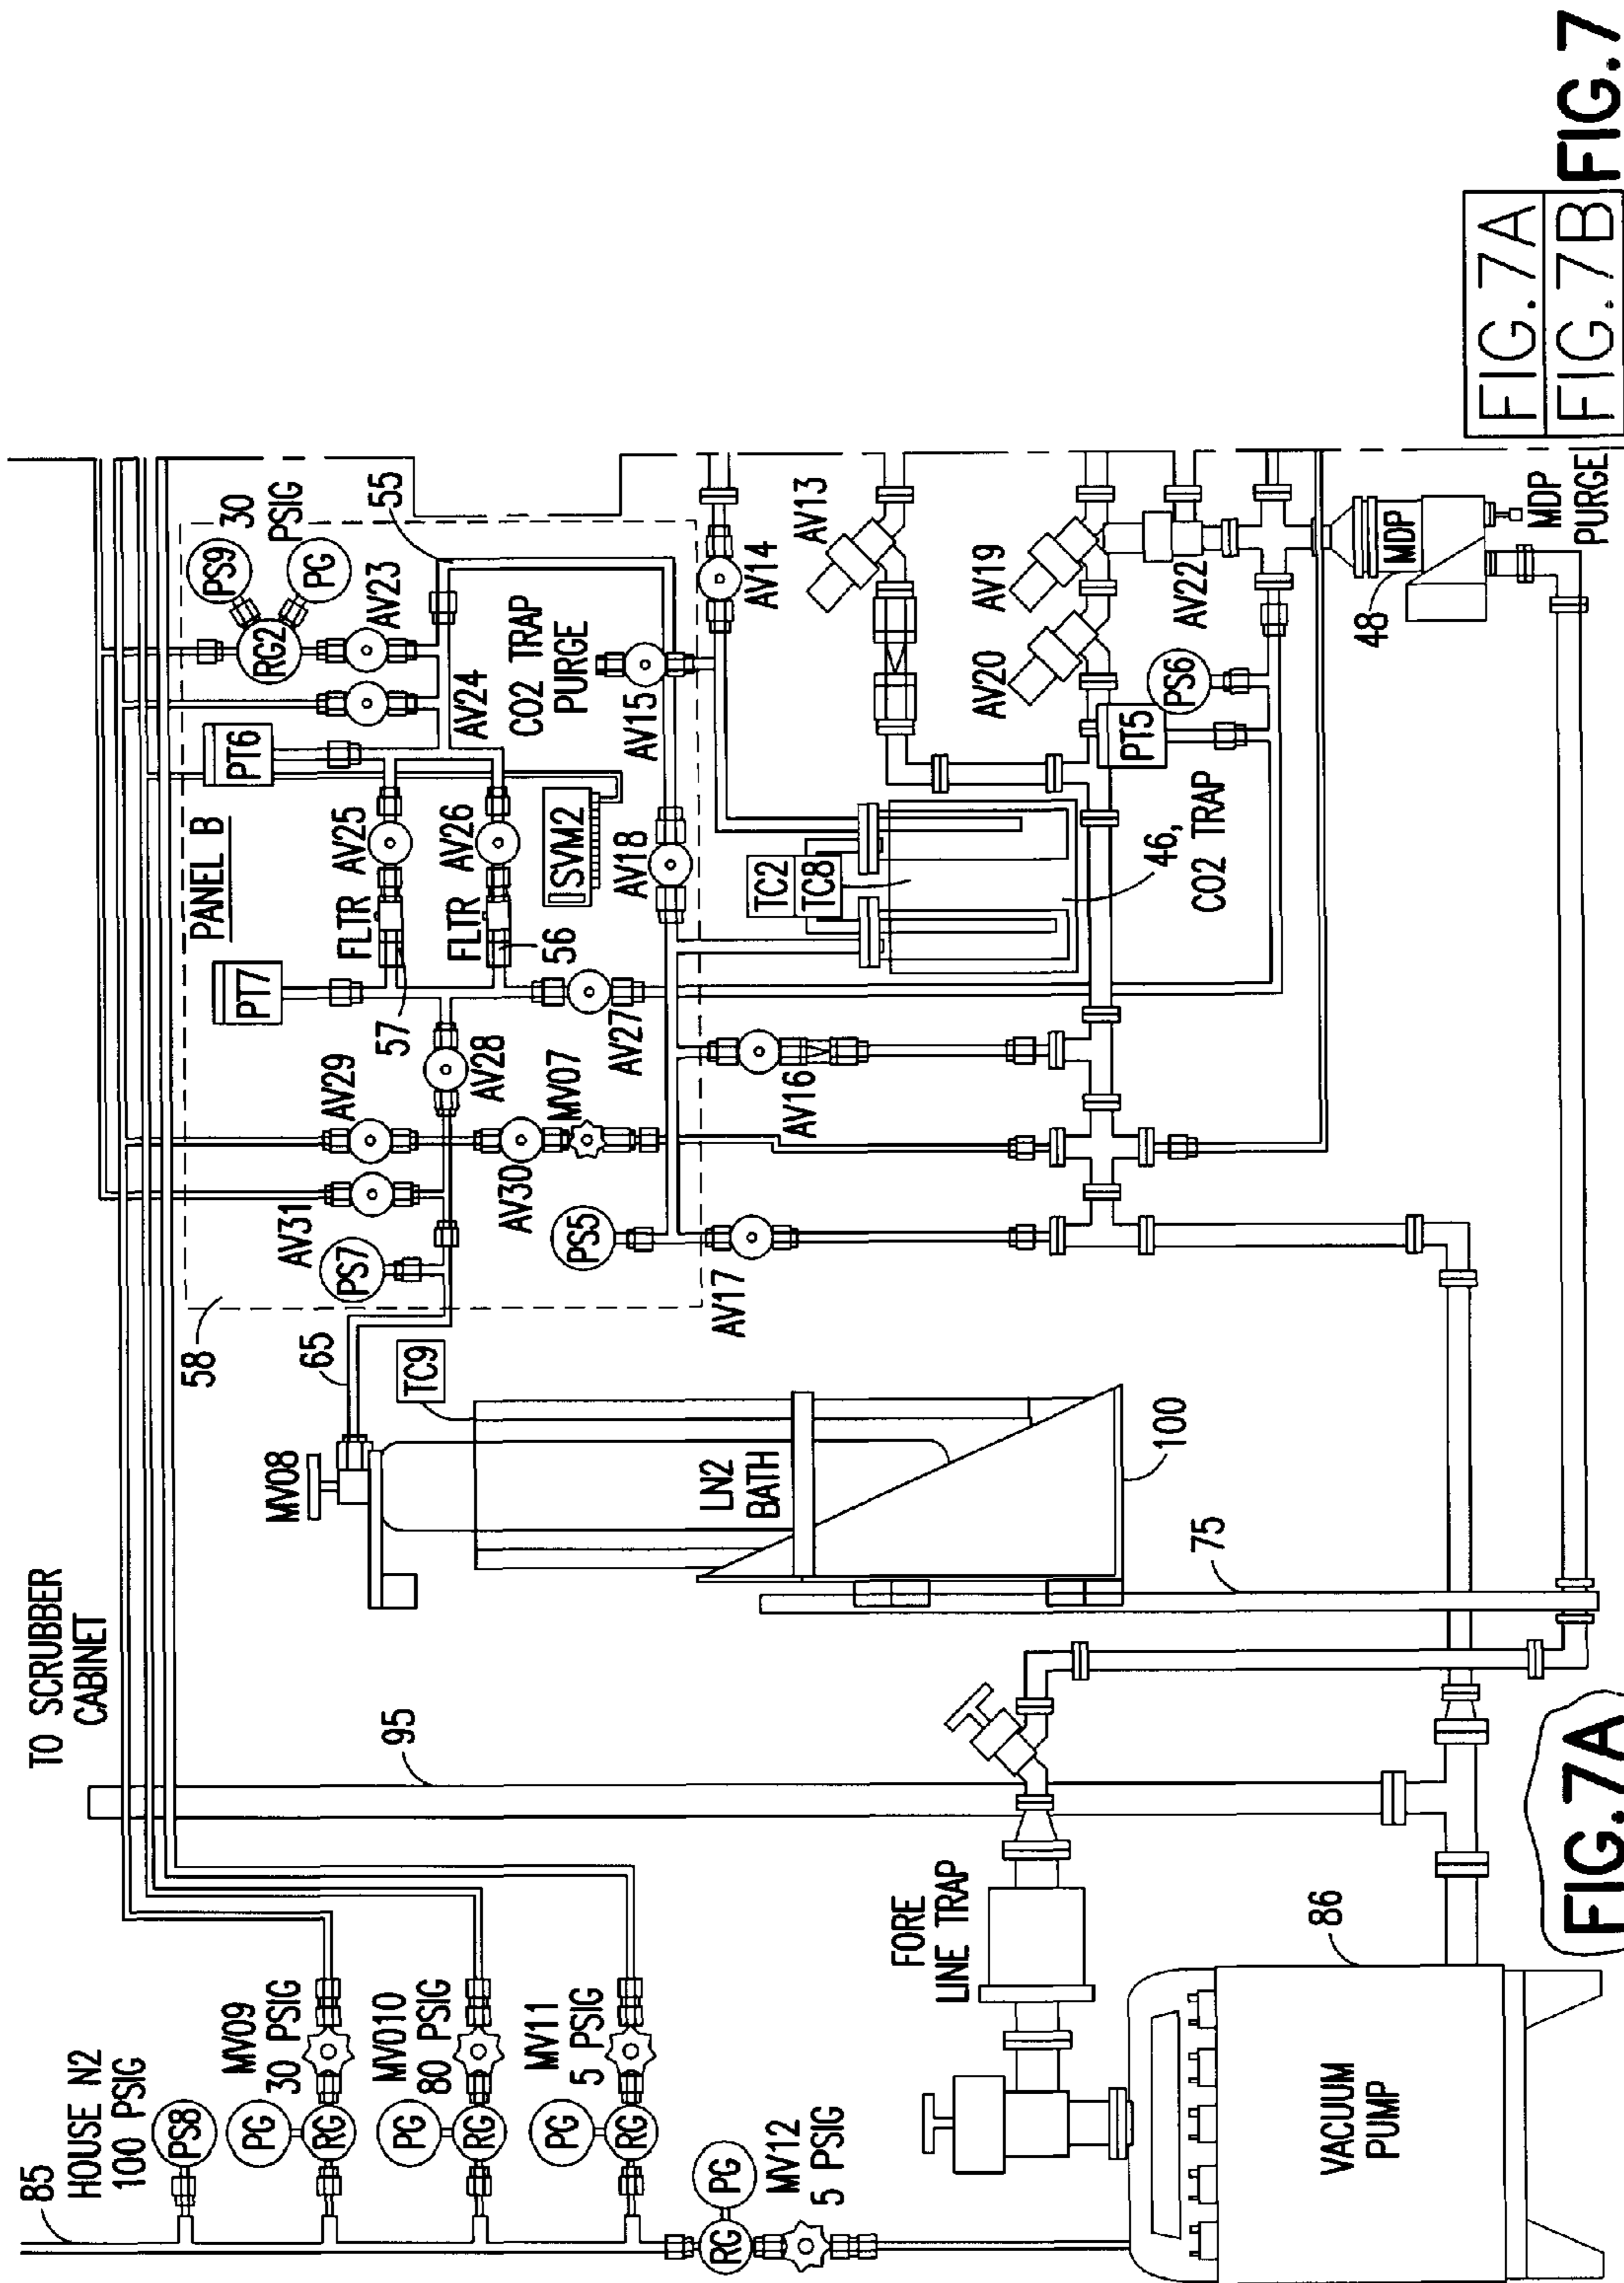 TO SCRUBBER
CABINET
85
HOUSE N2
100 PSIG
PS8
PG
RG
MV09
30 PSIG
PG
RG
MV010
80 PSIG
PG
RG
MV11
5 PSIG
RG
PG
MV12
5 PSIG
95
FORE
LINE TRAP
VACUUM
PUMP
86
75
MV08
65
TC9
LN2
BATH
100
58
PANEL B
PS7
AV31
AV29
AV30
MV07
AV28
PT7
57
FLTR
FLTR
56
AV25
AV26
AV27
PT6
SVM2
AV24
AV23
RG2
PS9
PG
30
PSIG
55
CO2 TRAP
PURGE
AV15
AV18
AV14
PS5
AV17
AV16
TC2
TC8
46,
CO2 TRAP
AV13
AV19
AV20
AV22
PT5
PS6
48
MDP
MDP
PURGE
FIG.7A
FIG.7A
FIG.7B
FIG.7